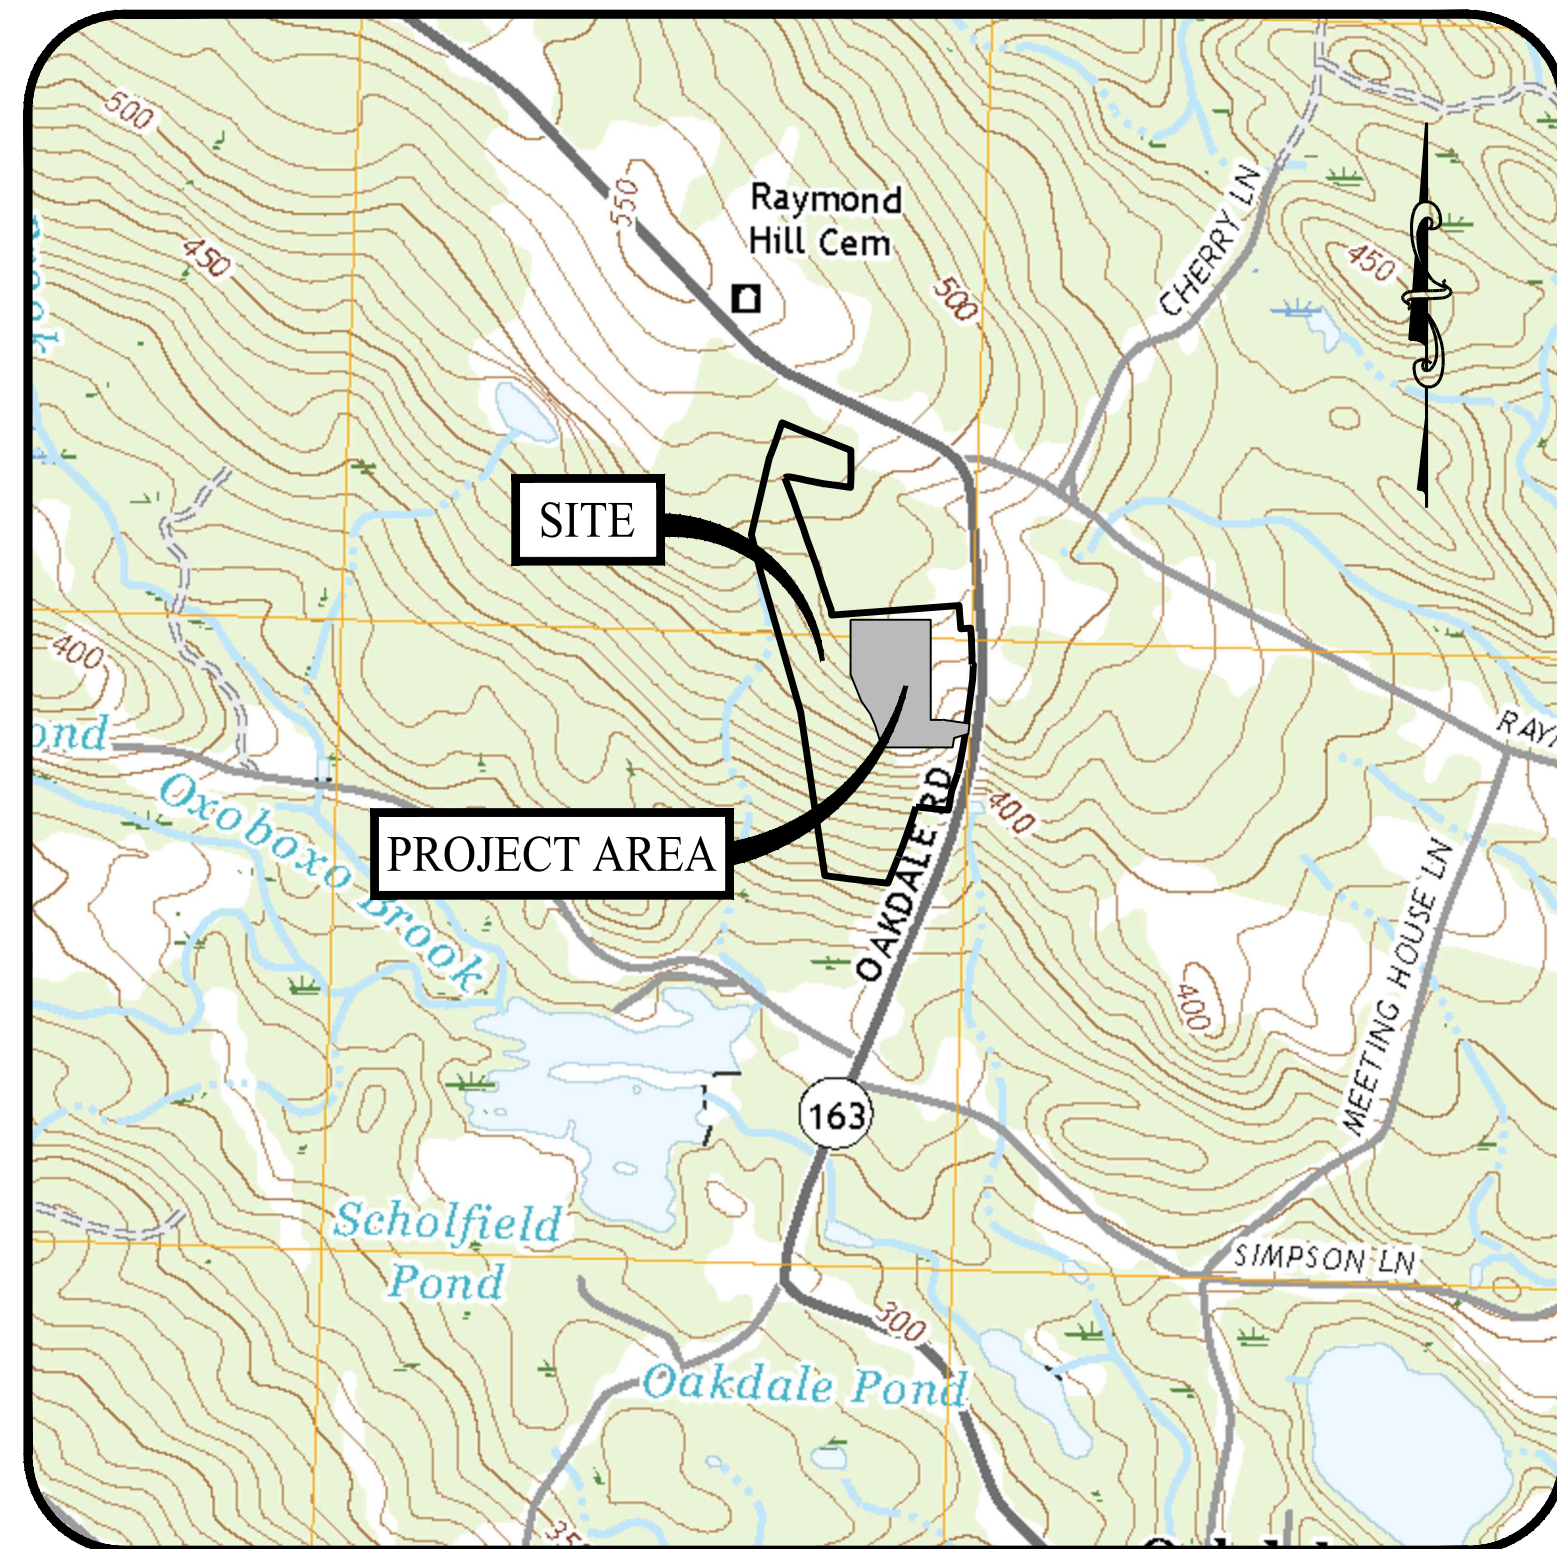 500
550
Raymond
Hill Cem
450
500
CHERRY LN
450
SITE
400
ond
RAY
Oxoboxo Brook
OAKDALE RD
400
PROJECT AREA
MEETING HOUSE LN
400
163
Scholfield
Pond
SIMPSON LN
300
Oakdale Pond
35